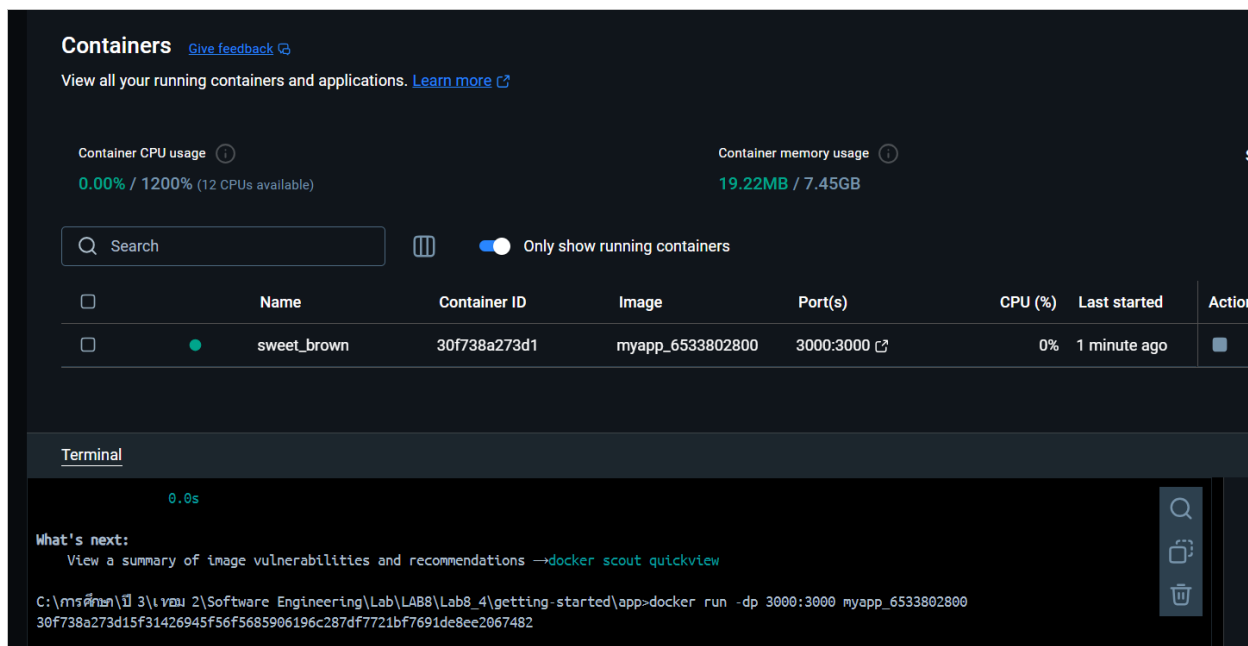 Containers Give feedback
View all your running containers and applications. Learn more
Container CPU usage
Container memory usage
0.00% / 1200% (12 CPUs available)
19.22MB / 7.45GB
Search
Only show running containers
Name Container ID Image Port(s) CPU (%) Last started Action
sweet_brown 30f738a273d1 myapp_6533802800 3000:3000 0% 1 minute ago
Terminal
0.0s
What's next:
View a summary of image vulnerabilities and recommendations →docker scout quickview
C:\การศึกษา\ปี 3\เทอม 2\Software Engineering\Lab\LAB8\Lab8_4\getting-started\app>docker run -dp 3000:3000 myapp_6533802800
30f738a273d15f31426945f56f5685906196c287df7721bf7691de8ee2067482